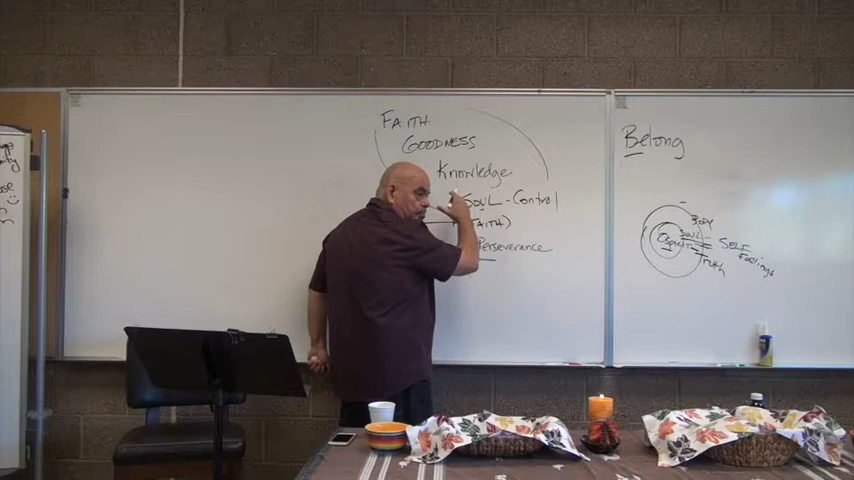 FAITH
GOODNESS
Knowledge
SOUL-Control
FAITH)
Perseverance
Belong
BODY
SOUL
SPIRIT
TRUTH
SELF
Feelings